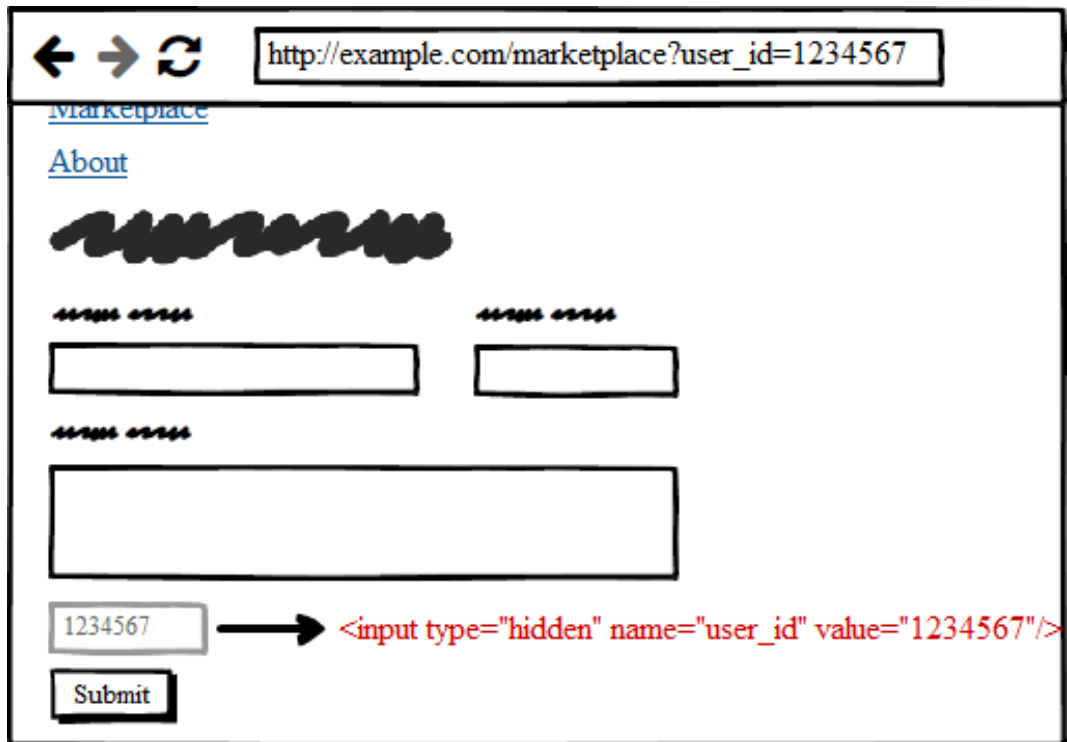 http://example.com/marketplace?user_id=1234567
Marketplace
About
1234567
<input type="hidden" name="user_id" value="1234567"/>
Submit